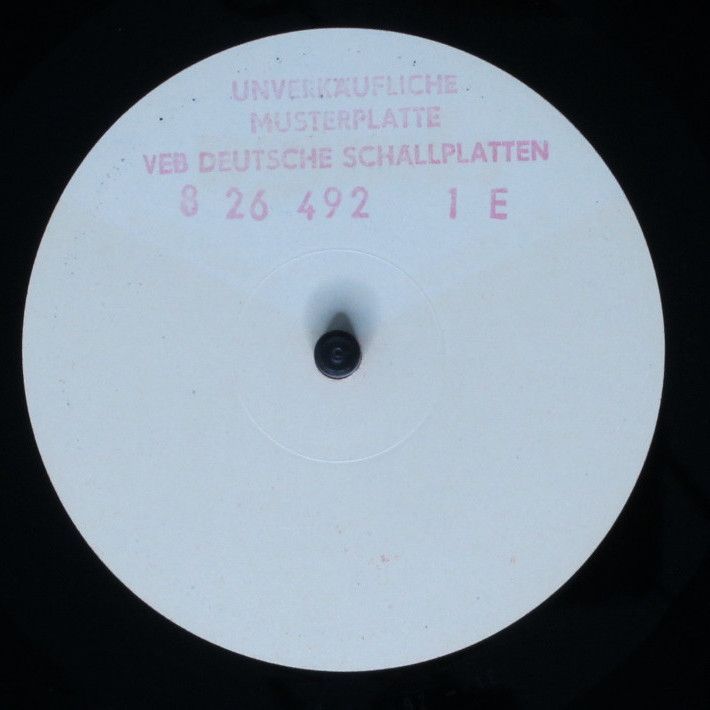 UNVERKÄUFLICHE
MUSTERPLATTE
VEB DEUTSCHE SCHALLPLATTEN
8 26 492 1 E